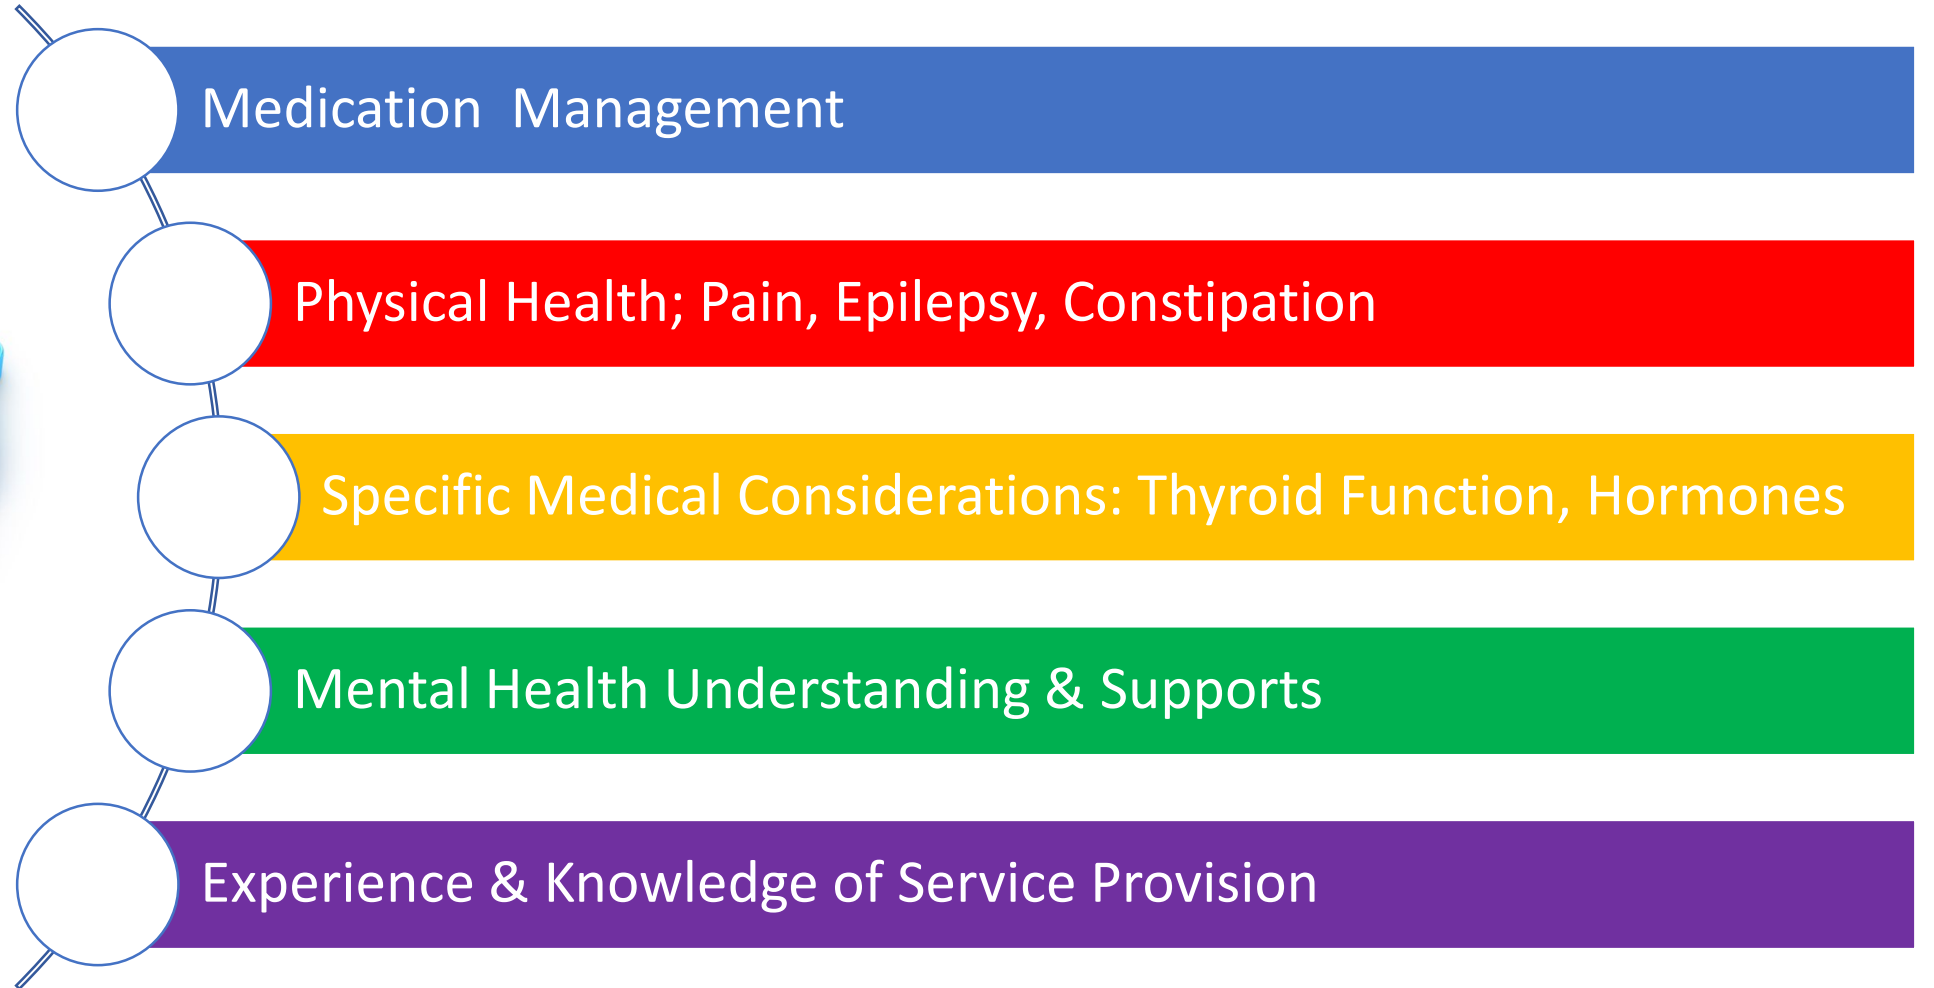 Medication  Management
Physical Health; Pain, Epilepsy, Constipation
Specific Medical Considerations: Thyroid Function, Hormones
Mental Health Understanding & Supports
Experience & Knowledge of Service Provision